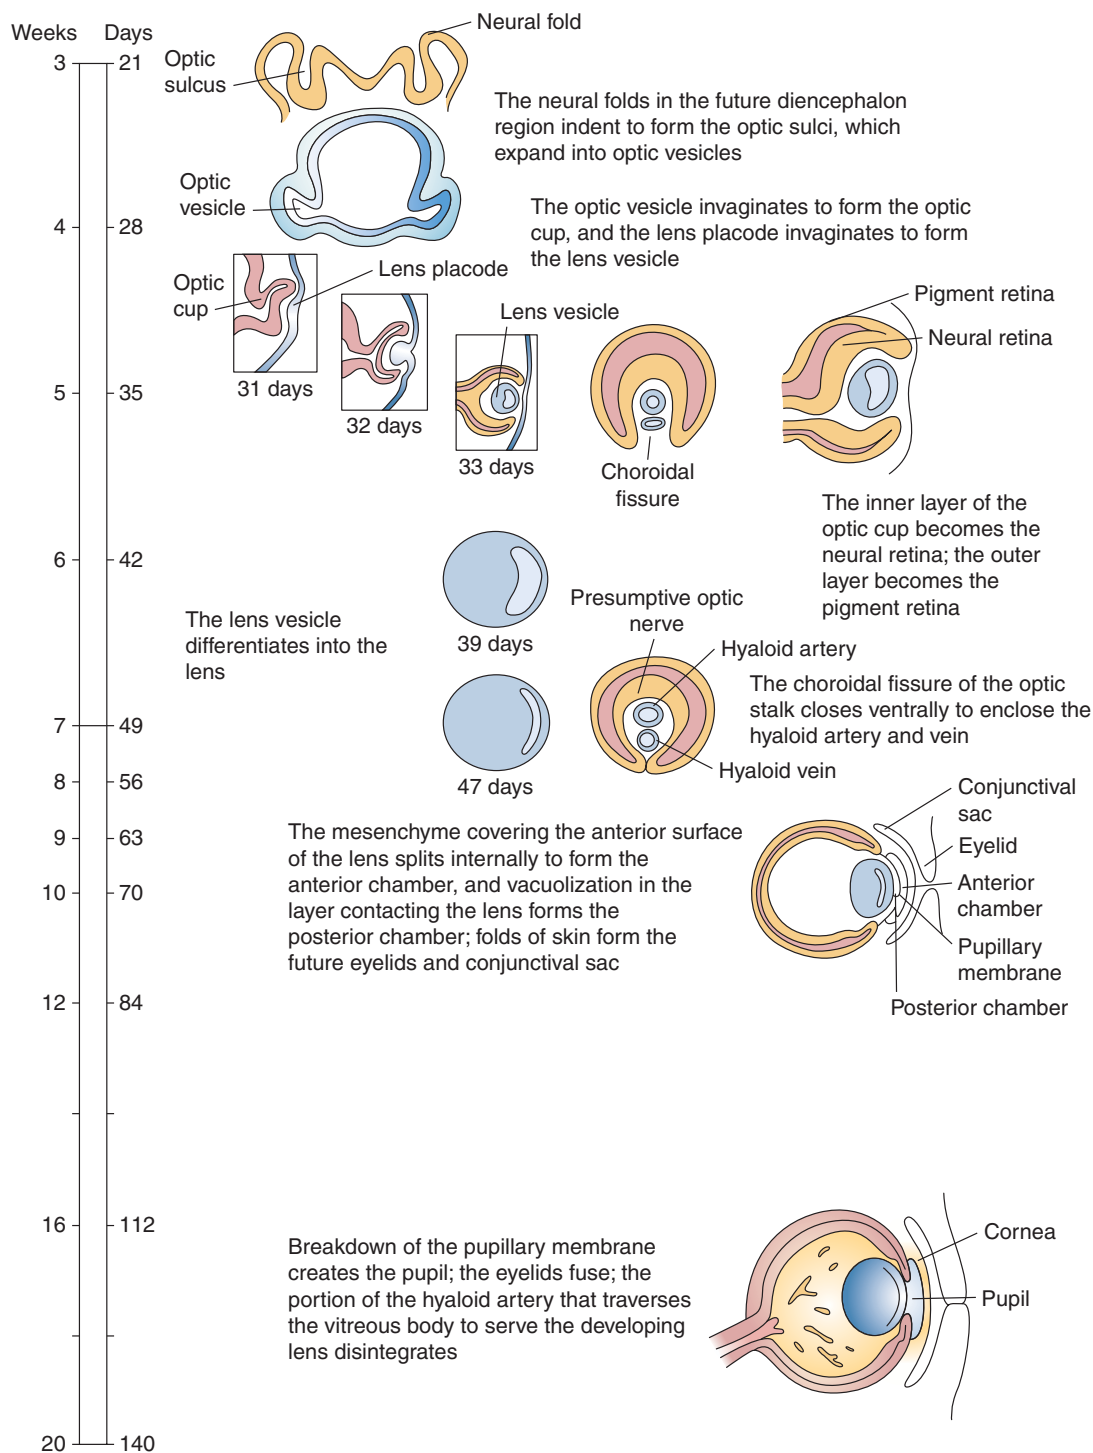 Weeks Days
3 21
Neural fold
Optic
sulcus
The neural folds in the future diencephalon
region indent to form the optic sulci, which
expand into optic vesicles
Optic
vesicle
4 28
The optic vesicle invaginates to form the optic
cup, and the lens placode invaginates to form
the lens vesicle
Optic
cup
Lens placode
Lens vesicle
Pigment retina
Neural retina
31 days
32 days
33 days
5 35
Choroidal
fissure
The inner layer of the
optic cup becomes the
neural retina; the outer
layer becomes the
pigment retina
6 42
The lens vesicle
differentiates into the
lens
39 days
Presumptive optic
nerve
Hyaloid artery
The choroidal fissure of the optic
stalk closes ventrally to enclose the
hyaloid artery and vein
Hyaloid vein
7 49
47 days
8 56
9 63
10 70
The mesenchyme covering the anterior surface
of the lens splits internally to form the
anterior chamber, and vacuolization in the
layer contacting the lens forms the
posterior chamber; folds of skin form the
future eyelids and conjunctival sac
Conjunctival
sac
Eyelid
Anterior
chamber
Pupillary
membrane
Posterior chamber
12 84
16 112
Breakdown of the pupillary membrane
creates the pupil; the eyelids fuse; the
portion of the hyaloid artery that traverses
the vitreous body to serve the developing
lens disintegrates
Cornea
Pupil
20 140